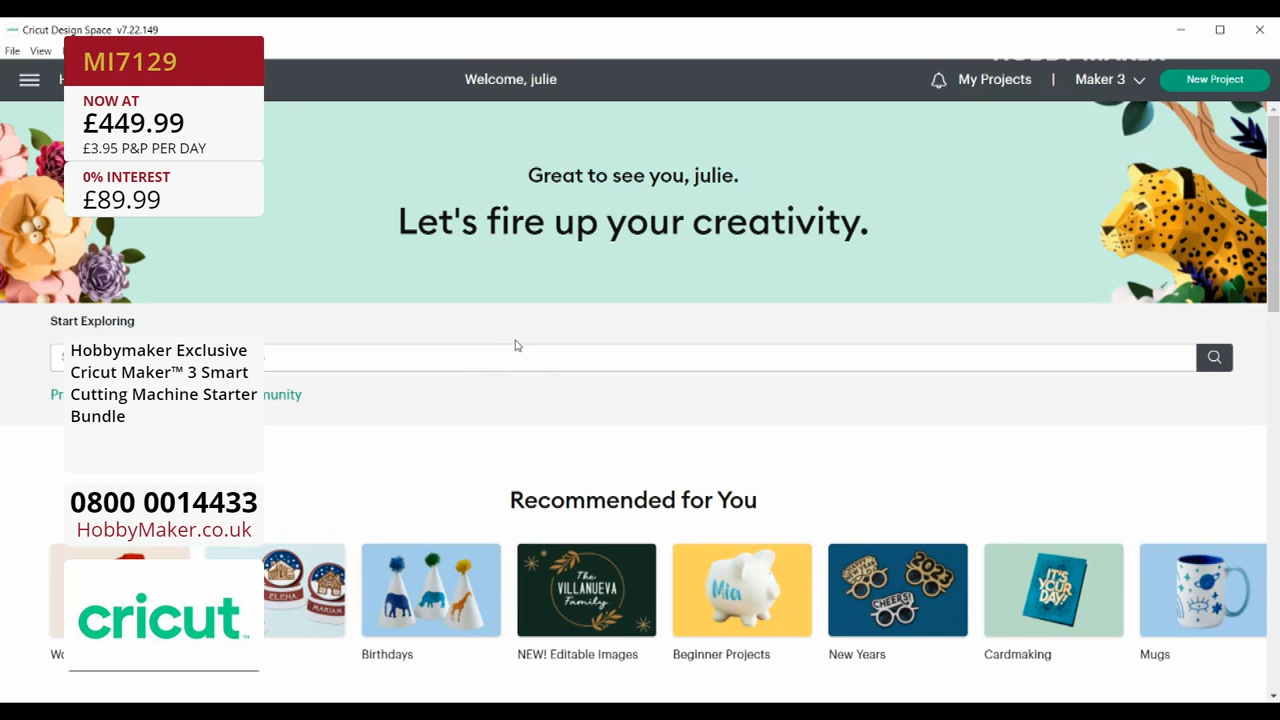 Cricut Design Space v7.22.149
File View
MI7129
NOW AT
£449.99
£3.95 P&P PER DAY
0% INTEREST
£89.99
Welcome, julie
My Projects | Maker 3
New Project
Great to see you, julie.
Let's fire up your creativity.
Start Exploring
Hobbymaker Exclusive
Cricut Maker™ 3 Smart
Cutting Machine Starter
Bundle
0800 0014433
HobbyMaker.co.uk
cricut™
Recommended for You
ELENA
MARIAM
The
VILLANUEVA
Family
Mia
2023
CHEERS!
IT'S
YOUR
DAY!
Birthdays
NEW! Editable Images
Beginner Projects
New Years
Cardmaking
Mugs